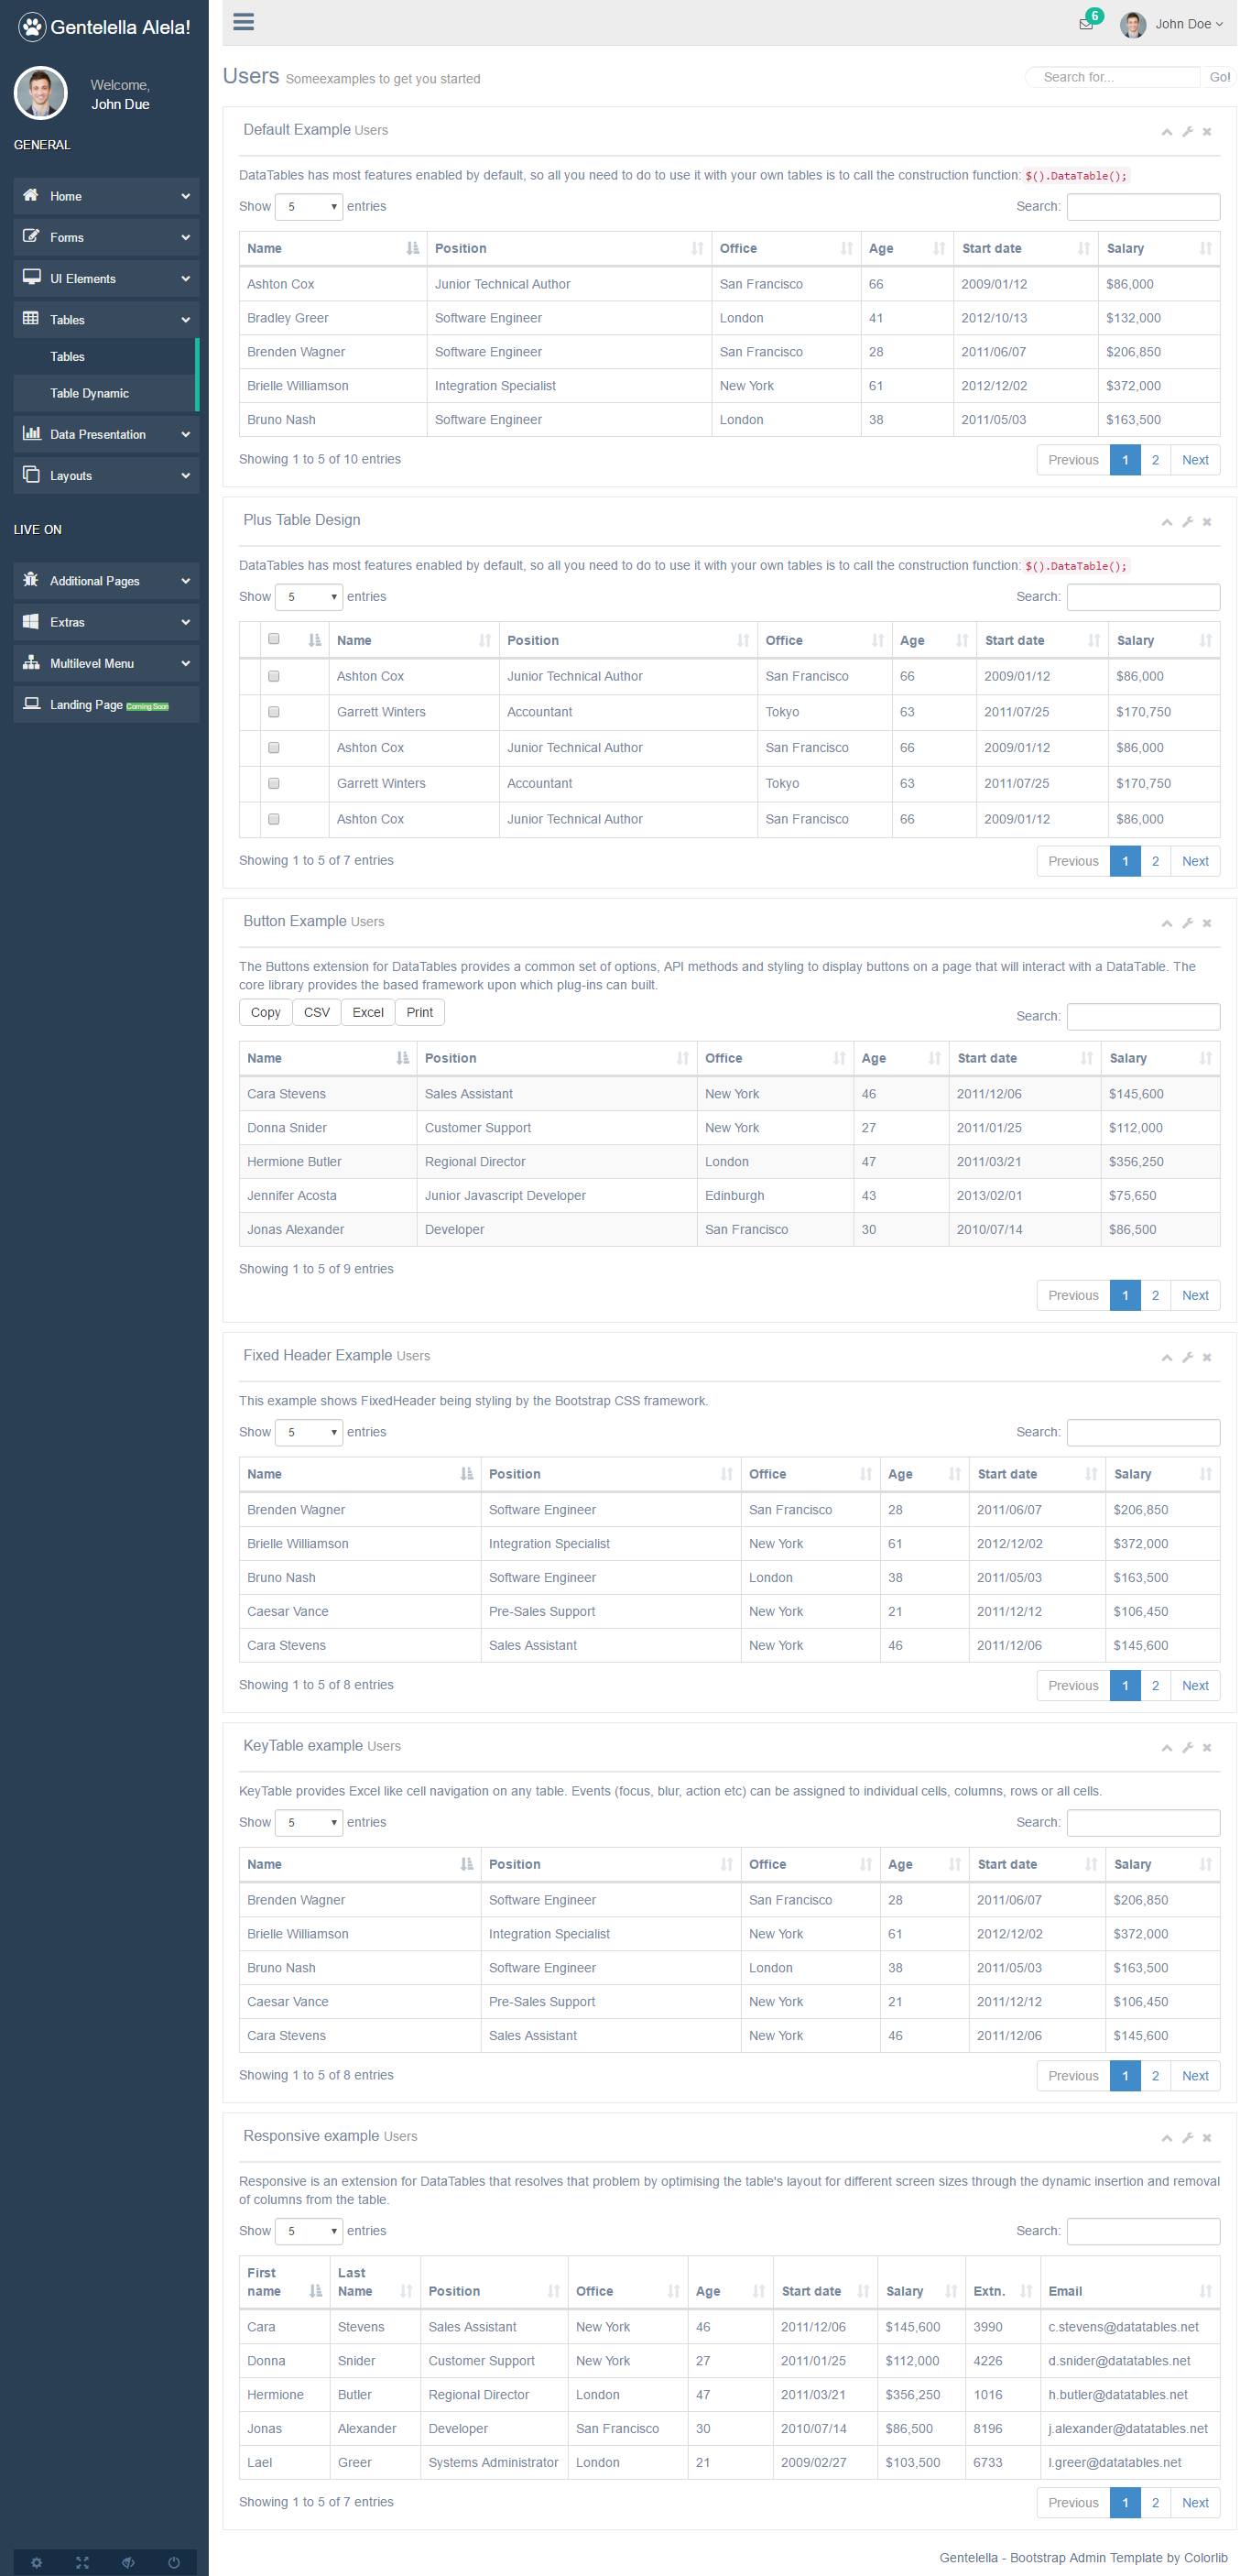 Gentelella Alela!
6
John Doe
Welcome,
John Due
GENERAL
Home
Forms
UI Elements
Tables
Tables
Table Dynamic
Data Presentation
Layouts
LIVE ON
Additional Pages
Extras
Multilevel Menu
Landing Page Coming Soon
Users Someexamples to get you started
Search for... Go!
Default Example Users
DataTables has most features enabled by default, so all you need to do to use it with your own tables is to call the construction function: $().DataTable();
Show 5 entries Search:
Name Position Office Age Start date Salary
Ashton Cox Junior Technical Author San Francisco 66 2009/01/12 $86,000
Bradley Greer Software Engineer London 41 2012/10/13 $132,000
Brenden Wagner Software Engineer San Francisco 28 2011/06/07 $206,850
Brielle Williamson Integration Specialist New York 61 2012/12/02 $372,000
Bruno Nash Software Engineer London 38 2011/05/03 $163,500
Showing 1 to 5 of 10 entries Previous 1 2 Next
Plus Table Design
DataTables has most features enabled by default, so all you need to do to use it with your own tables is to call the construction function: $().DataTable();
Show 5 entries Search:
Name Position Office Age Start date Salary
Ashton Cox Junior Technical Author San Francisco 66 2009/01/12 $86,000
Garrett Winters Accountant Tokyo 63 2011/07/25 $170,750
Ashton Cox Junior Technical Author San Francisco 66 2009/01/12 $86,000
Garrett Winters Accountant Tokyo 63 2011/07/25 $170,750
Ashton Cox Junior Technical Author San Francisco 66 2009/01/12 $86,000
Showing 1 to 5 of 7 entries Previous 1 2 Next
Button Example Users
The Buttons extension for DataTables provides a common set of options, API methods and styling to display buttons on a page that will interact with a DataTable. The
core library provides the based framework upon which plug-ins can built.
Copy CSV Excel Print Search:
Name Position Office Age Start date Salary
Cara Stevens Sales Assistant New York 46 2011/12/06 $145,600
Donna Snider Customer Support New York 27 2011/01/25 $112,000
Hermione Butler Regional Director London 47 2011/03/21 $356,250
Jennifer Acosta Junior Javascript Developer Edinburgh 43 2013/02/01 $75,650
Jonas Alexander Developer San Francisco 30 2010/07/14 $86,500
Showing 1 to 5 of 9 entries
Previous 1 2 Next
Fixed Header Example Users
This example shows FixedHeader being styling by the Bootstrap CSS framework.
Show 5 entries Search:
Name Position Office Age Start date Salary
Brenden Wagner Software Engineer San Francisco 28 2011/06/07 $206,850
Brielle Williamson Integration Specialist New York 61 2012/12/02 $372,000
Bruno Nash Software Engineer London 38 2011/05/03 $163,500
Caesar Vance Pre-Sales Support New York 21 2011/12/12 $106,450
Cara Stevens Sales Assistant New York 46 2011/12/06 $145,600
Showing 1 to 5 of 8 entries Previous 1 2 Next
KeyTable example Users
KeyTable provides Excel like cell navigation on any table. Events (focus, blur, action etc) can be assigned to individual cells, columns, rows or all cells.
Show 5 entries Search:
Name Position Office Age Start date Salary
Brenden Wagner Software Engineer San Francisco 28 2011/06/07 $206,850
Brielle Williamson Integration Specialist New York 61 2012/12/02 $372,000
Bruno Nash Software Engineer London 38 2011/05/03 $163,500
Caesar Vance Pre-Sales Support New York 21 2011/12/12 $106,450
Cara Stevens Sales Assistant New York 46 2011/12/06 $145,600
Showing 1 to 5 of 8 entries Previous 1 2 Next
Responsive example Users
Responsive is an extension for DataTables that resolves that problem by optimising the table's layout for different screen sizes through the dynamic insertion and removal
of columns from the table.
Show 5 entries Search:
First name Last Name Position Office Age Start date Salary Extn. Email
Cara Stevens Sales Assistant New York 46 2011/12/06 $145,600 3990 c.stevens@datatables.net
Donna Snider Customer Support New York 27 2011/01/25 $112,000 4226 d.snider@datatables.net
Hermione Butler Regional Director London 47 2011/03/21 $356,250 1016 h.butler@datatables.net
Jonas Alexander Developer San Francisco 30 2010/07/14 $86,500 8196 j.alexander@datatables.net
Lael Greer Systems Administrator London 21 2009/02/27 $103,500 6733 l.greer@datatables.net
Showing 1 to 5 of 7 entries Previous 1 2 Next
Gentelella - Bootstrap Admin Template by Colorlib